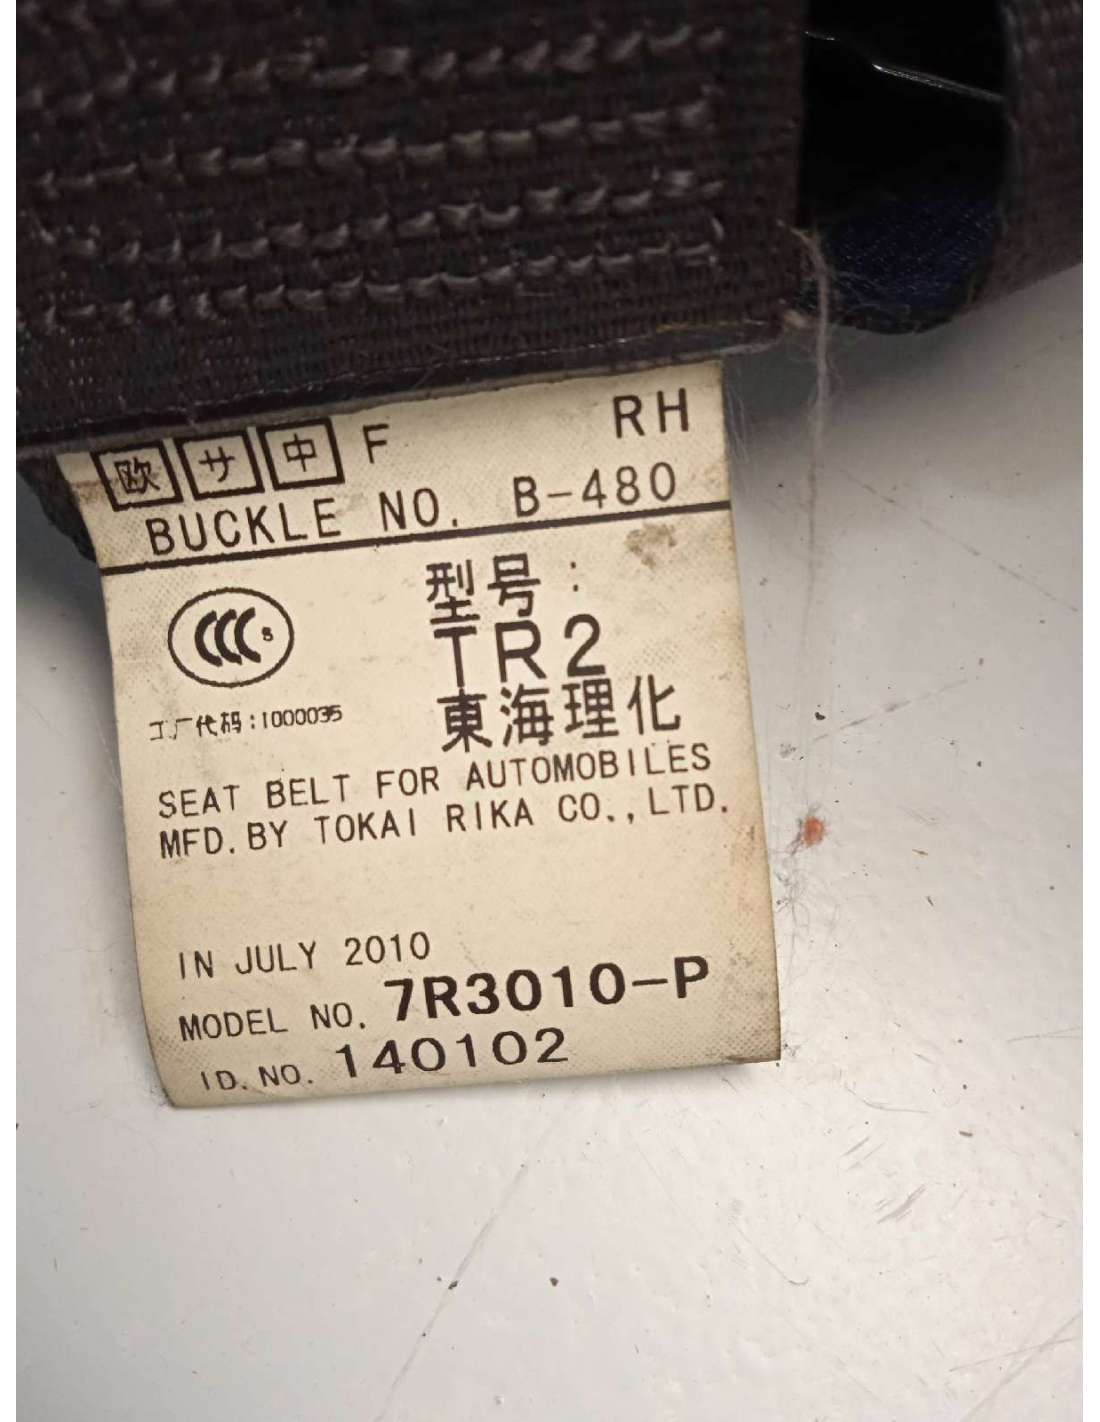 欧 サ 中 F RH
BUCKLE NO. B-480
CCC S
型号:
TR2
工厂代码:1000035
東海理化
SEAT BELT FOR AUTOMOBILES
MFD. BY TOKAI RIKA CO., LTD.
IN JULY 2010
MODEL NO. 7R3010-P
ID. NO. 140102